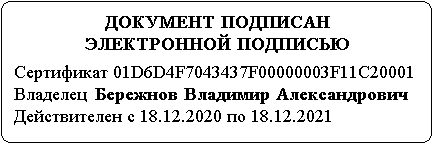 ДОКУМЕНТ ПОДПИСАН
ЭЛЕКТРОННОЙ ПОДПИСЬЮ
Сертификат 01D6D4F7043437F00000003F11C20001
Владелец Бережнов Владимир Александрович
Действителен с 18.12.2020 по 18.12.2021